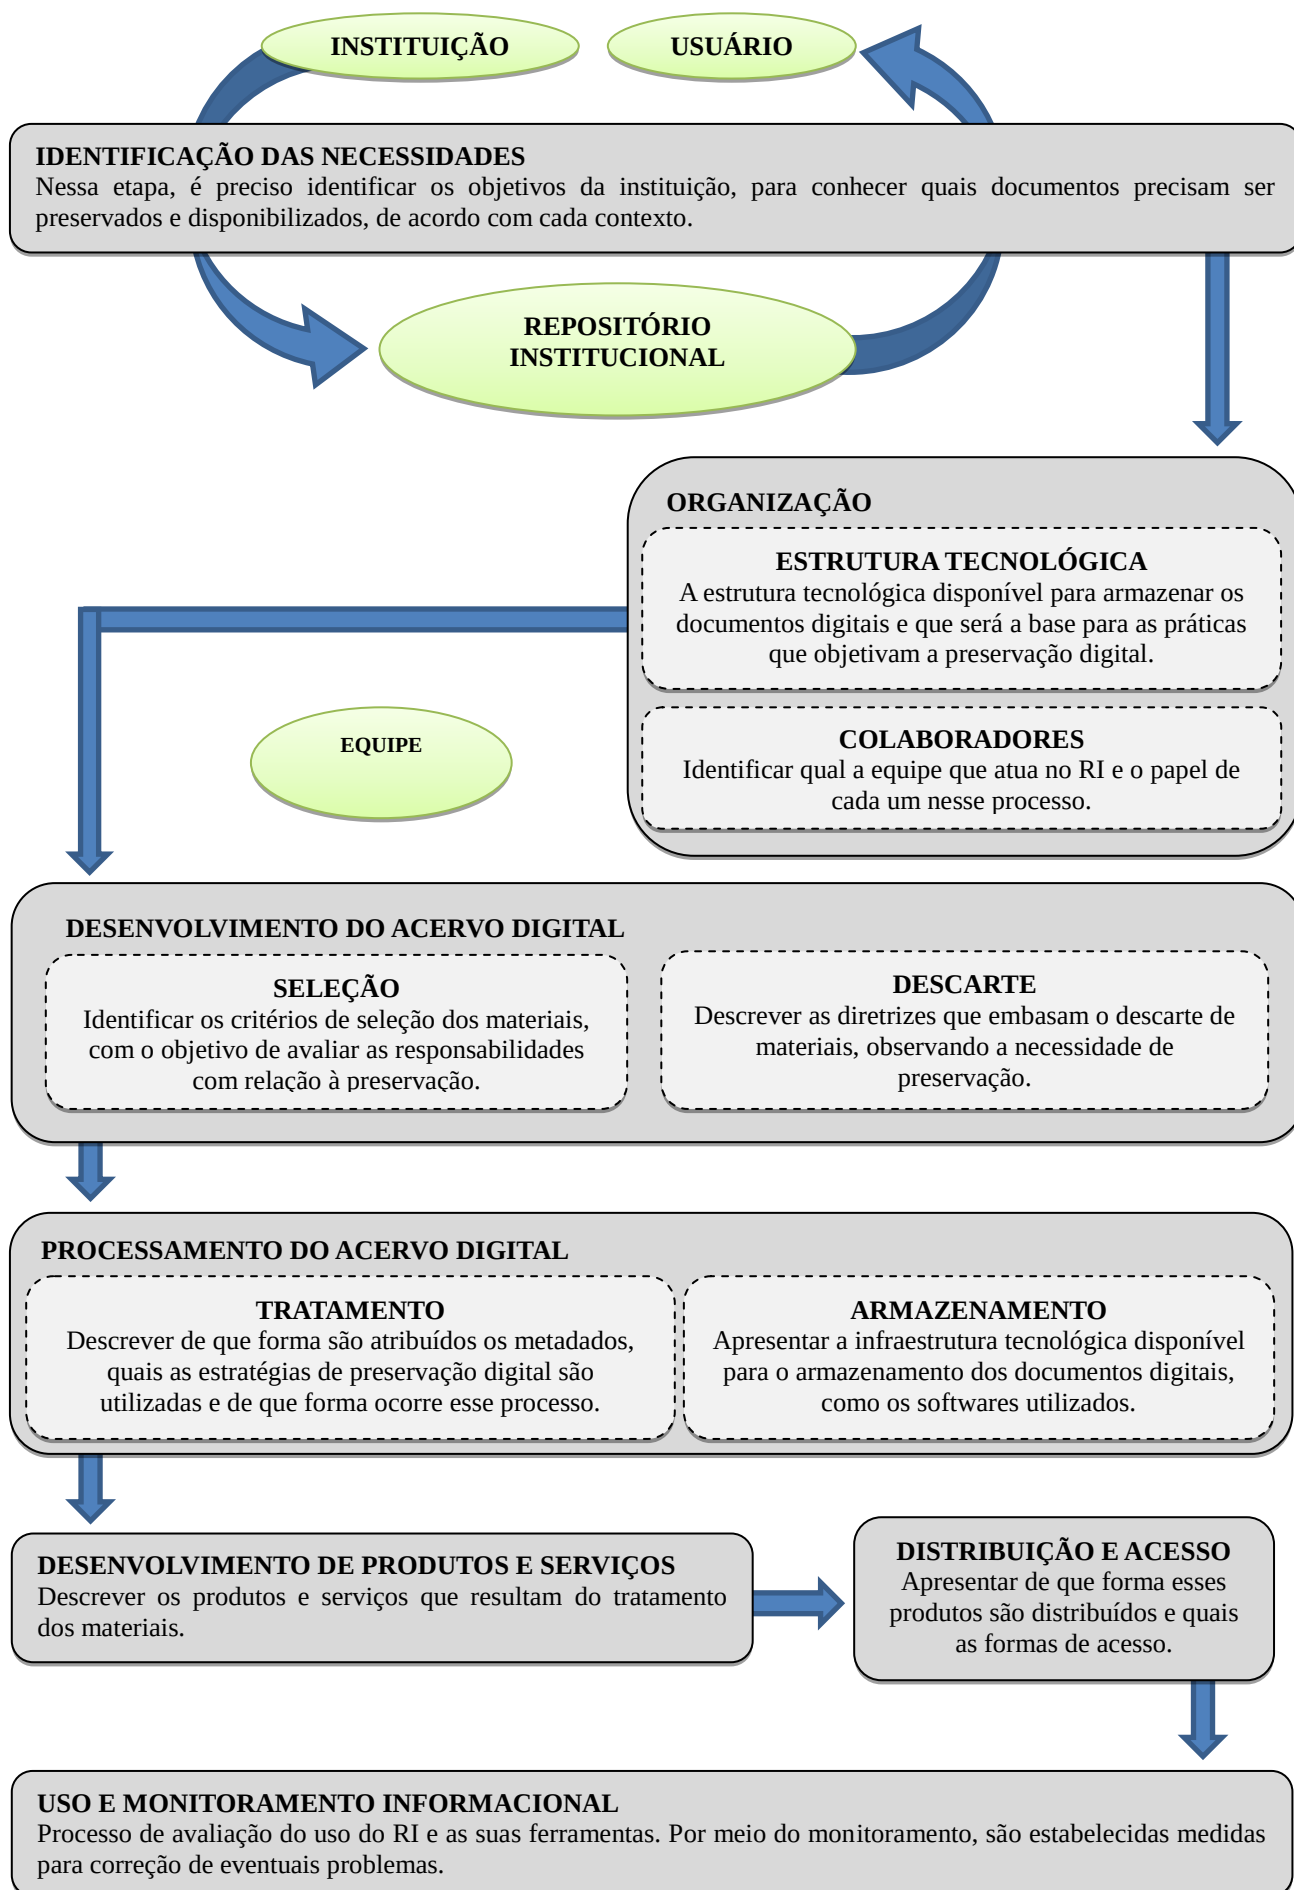 INSTITUIÇÃO
USUÁRIO
IDENTIFICAÇÃO DAS NECESSIDADES
Nessa etapa, é preciso identificar os objetivos da instituição, para conhecer quais documentos precisam ser
preservados e disponibilizados, de acordo com cada contexto.
REPOSITÓRIO
INSTITUCIONAL
ORGANIZAÇÃO
ESTRUTURA TECNOLÓGICA
A estrutura tecnológica disponível para armazenar os
documentos digitais e que será a base para as práticas
que objetivam a preservação digital.
COLABORADORES
Identificar qual a equipe que atua no RI e o papel de
cada um nesse processo.
EQUIPE
DESENVOLVIMENTO DO ACERVO DIGITAL
SELEÇÃO
Identificar os critérios de seleção dos materiais,
com o objetivo de avaliar as responsabilidades
com relação à preservação.
DESCARTE
Descrever as diretrizes que embasam o descarte de
materiais, observando a necessidade de
preservação.
PROCESSAMENTO DO ACERVO DIGITAL
TRATAMENTO
Descrever de que forma são atribuídos os metadados,
quais as estratégias de preservação digital são
utilizadas e de que forma ocorre esse processo.
ARMAZENAMENTO
Apresentar a infraestrutura tecnológica disponível
para o armazenamento dos documentos digitais,
como os softwares utilizados.
DESENVOLVIMENTO DE PRODUTOS E SERVIÇOS
Descrever os produtos e serviços que resultam do tratamento
dos materiais.
DISTRIBUIÇÃO E ACESSO
Apresentar de que forma esses
produtos são distribuídos e quais
as formas de acesso.
USO E MONITORAMENTO INFORMACIONAL
Processo de avaliação do uso do RI e as suas ferramentas. Por meio do monitoramento, são estabelecidas medidas
para correção de eventuais problemas.